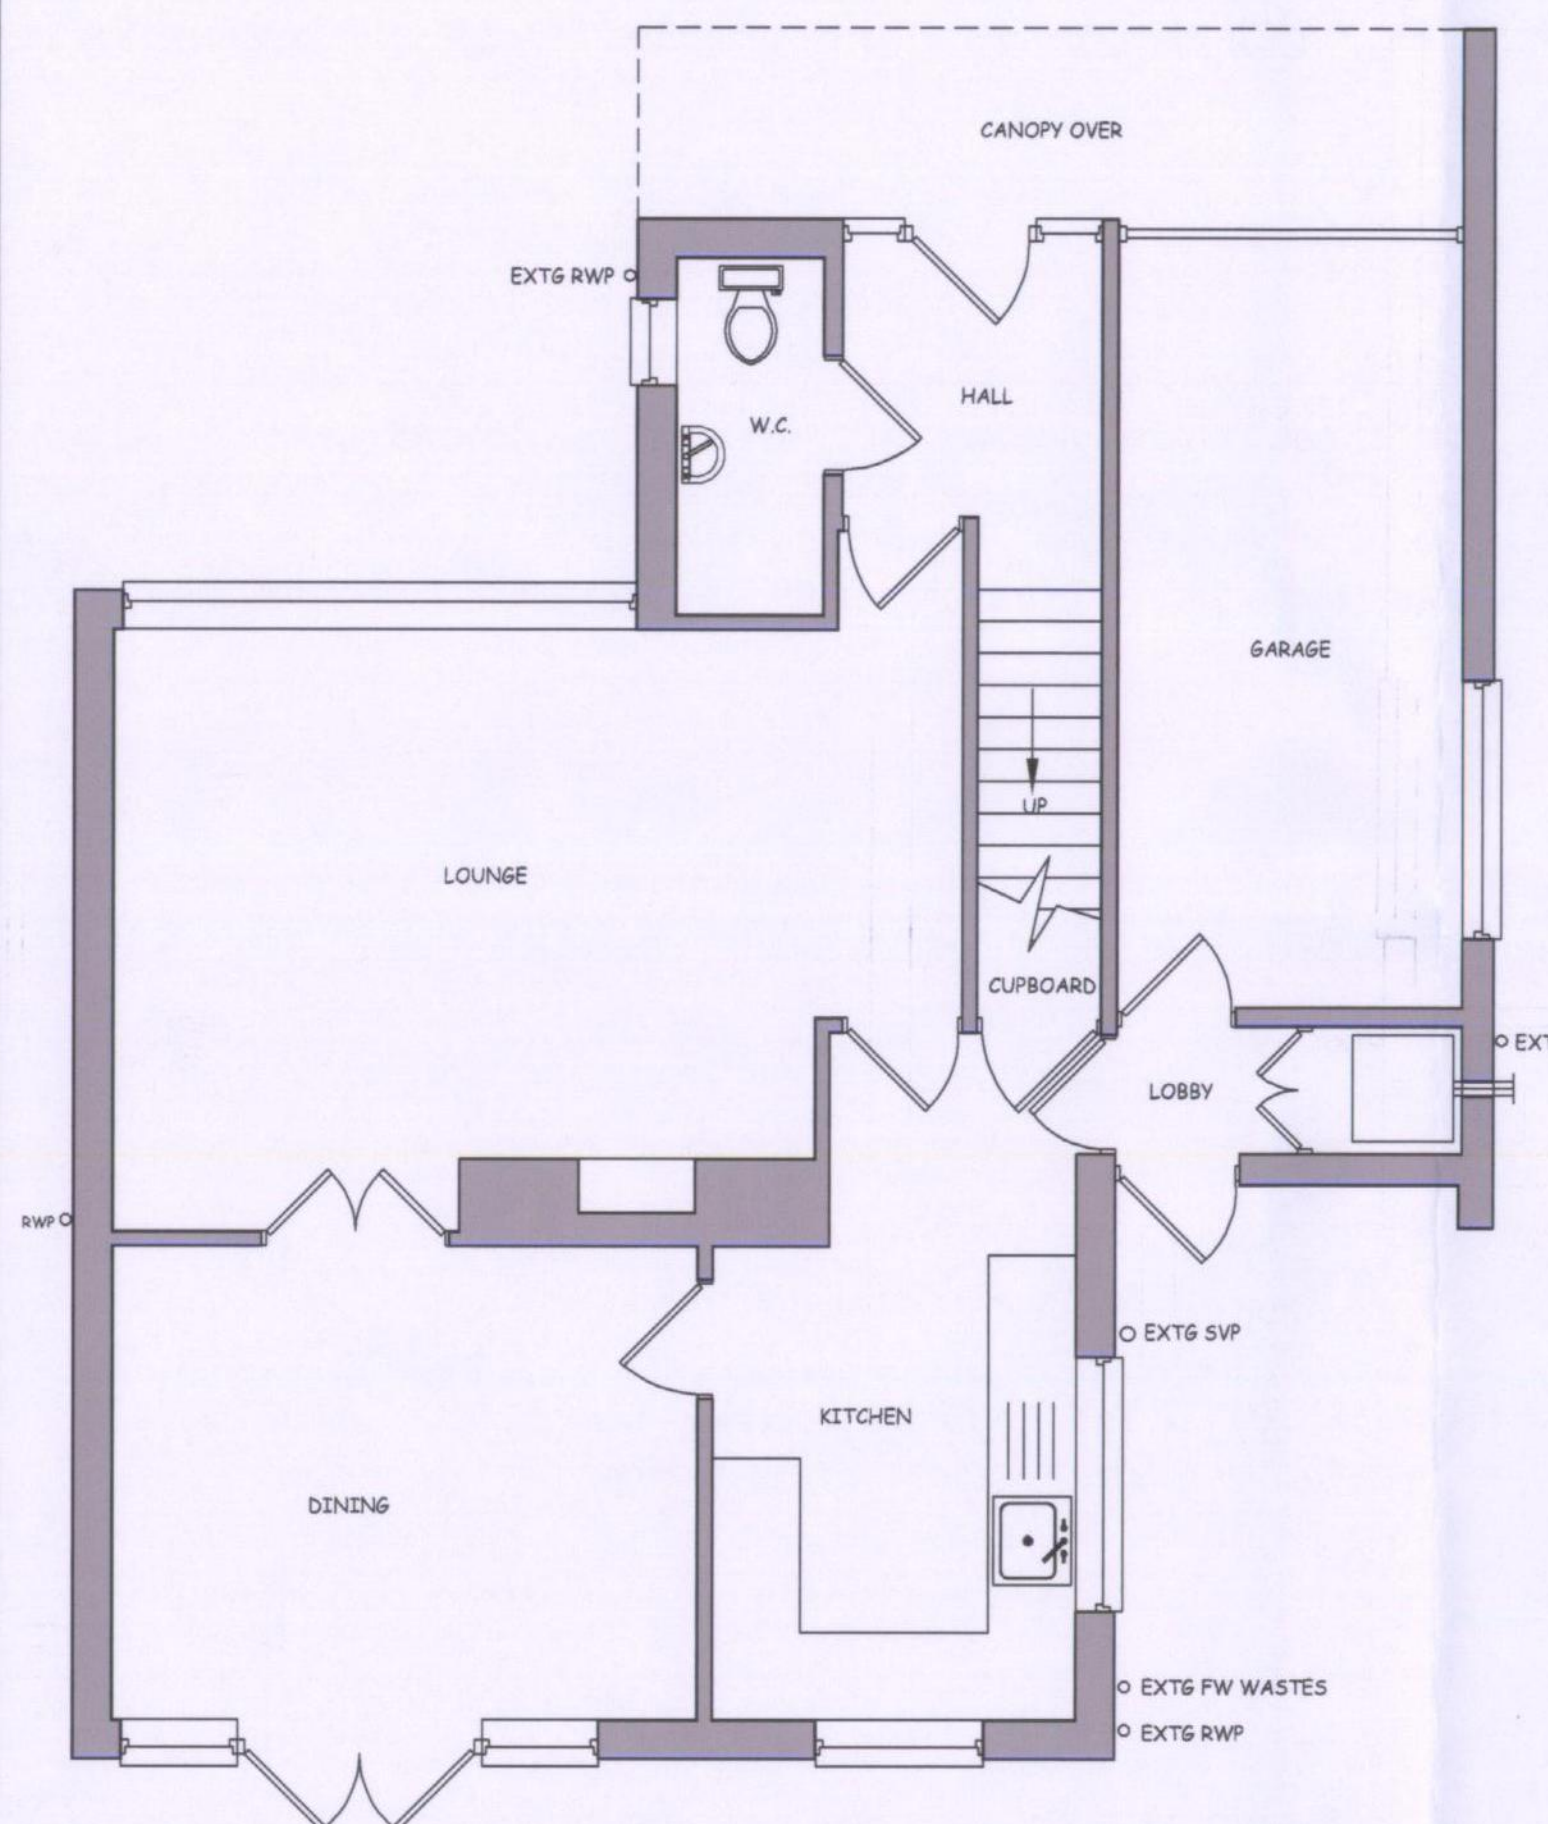 CANOPY OVER
EXTG RWP
HALL
W.C.
GARAGE
UP
LOUNGE
CUPBOARD
EXT
LOBBY
RWP
EXTG SVP
KITCHEN
DINING
EXTG FW WASTES
EXTG RWP